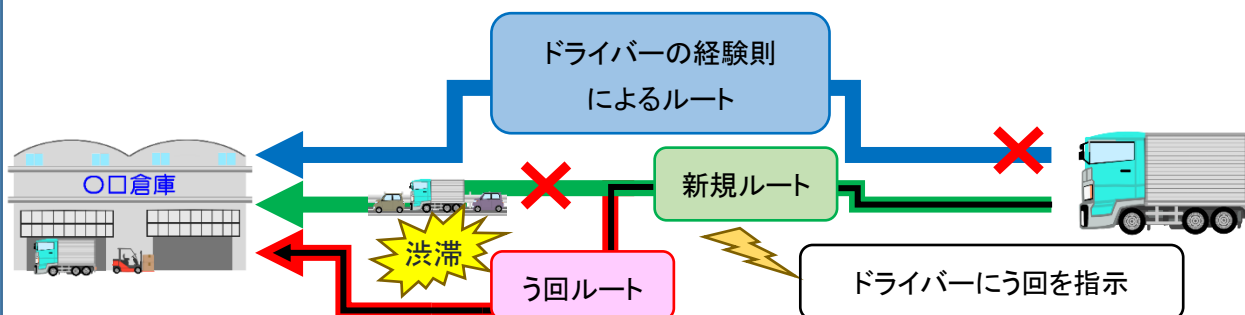 ドライバーの経験則
によるルート
〇口倉庫
新規ルート
渋滞
う回ルート
ドライバーにう回を指示